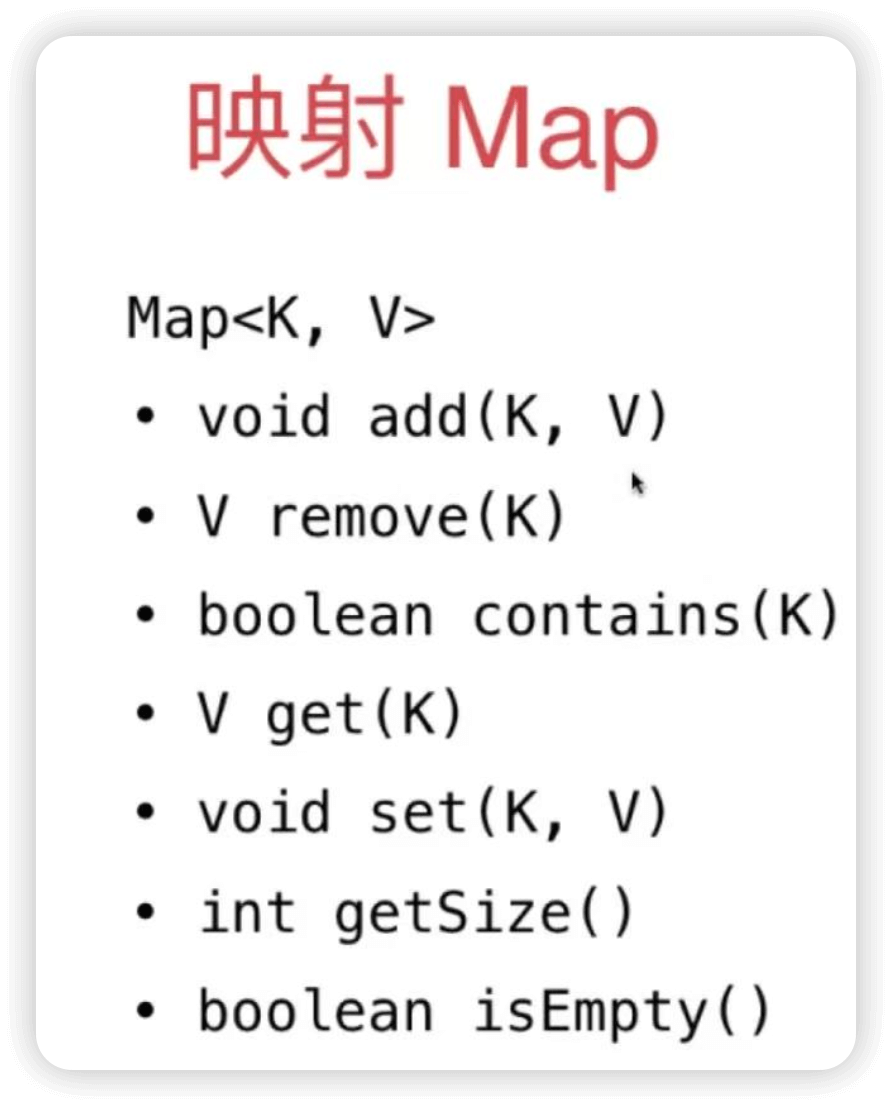 映射 Map
Map<K, V>
• void add(K, V)
• V remove(K)
• boolean contains(K)
• V get(K)
• void set(K, V)
• int getSize()
• boolean isEmpty()